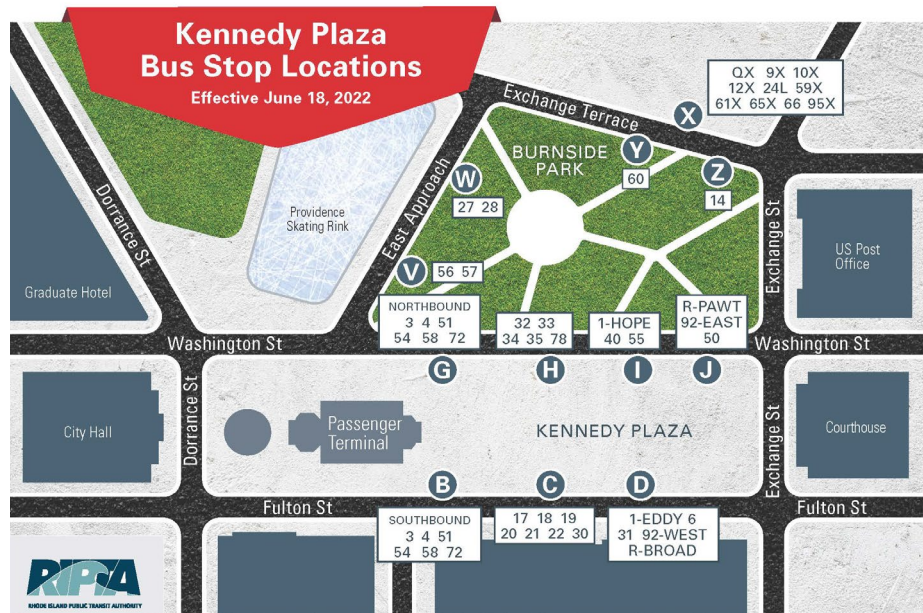 Kennedy Plaza
Bus Stop Locations
Effective June 18, 2022
QX 9X 10X
12X 24L 59X
61X 65X 66 95X
X
Exchange Terrace
BURNSIDE
PARK
Y
60
Z
14
W
27 28
Providence
Skating Rink
East Approach
Dorrance St
Graduate Hotel
V
56 57
Exchange St
US Post
Office
NORTHBOUND
3 4 51
54 58 72
32 33
34 35 78
1-HOPE
40 55
R-PAWT
92-EAST
50
Washington St
Washington St
G
H
I
J
City Hall
Dorrance St
Passenger
Terminal
KENNEDY PLAZA
Exchange St
Courthouse
B
C
D
Fulton St
Fulton St
SOUTHBOUND
3 4 51
54 58 72
17 18 19
20 21 22 30
1-EDDY 6
31 92-WEST
R-BROAD
RIPTA
RHODE ISLAND PUBLIC TRANSIT AUTHORITY